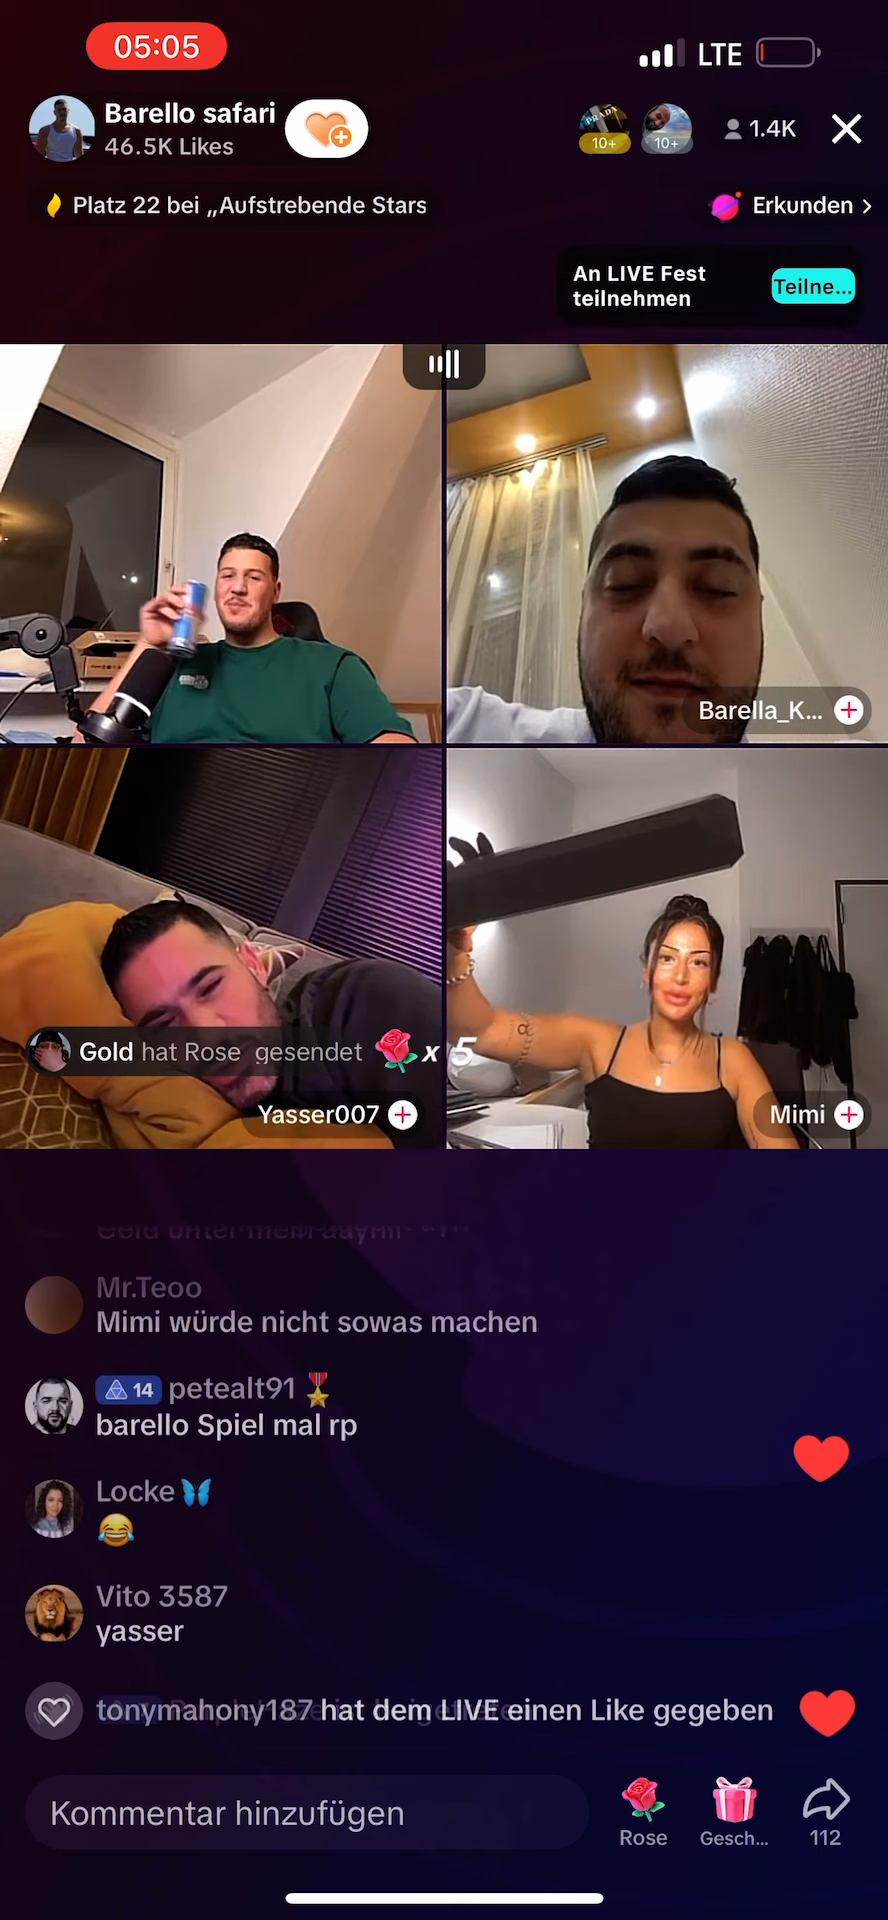 05:05
LTE
Barello safari
46.5K Likes
10+
10+
1.4K
Platz 22 bei „Aufstrebende Stars
Erkunden >
An LIVE Fest
teilnehmen
Teilne...
PRADA
Barella_K...
Gold hat Rose gesendet x 5
Yasser007
Mimi
Mr.Teoo
Mimi würde nicht sowas machen
14 petealt91
barello Spiel mal rp
Locke
Vito 3587
yasser
tonymahony187 hat dem LIVE einen Like gegeben
Kommentar hinzufügen
Rose
Gesch...
112